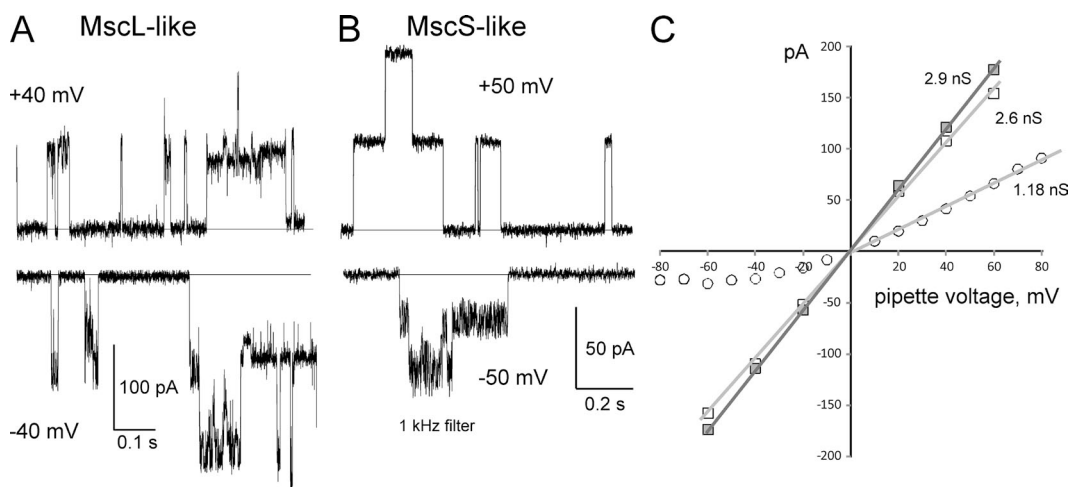 A MscL-like
+40 mV
-40 mV
100 pA
0.1 s
B MscS-like
+50 mV
-50 mV
50 pA
0.2 s
1 kHz filter
C
pA
200
150
100
50
-50
-100
-150
-200
-80 -60 -40 -20 20 40 60 80
pipette voltage, mV
2.9 nS
2.6 nS
1.18 nS